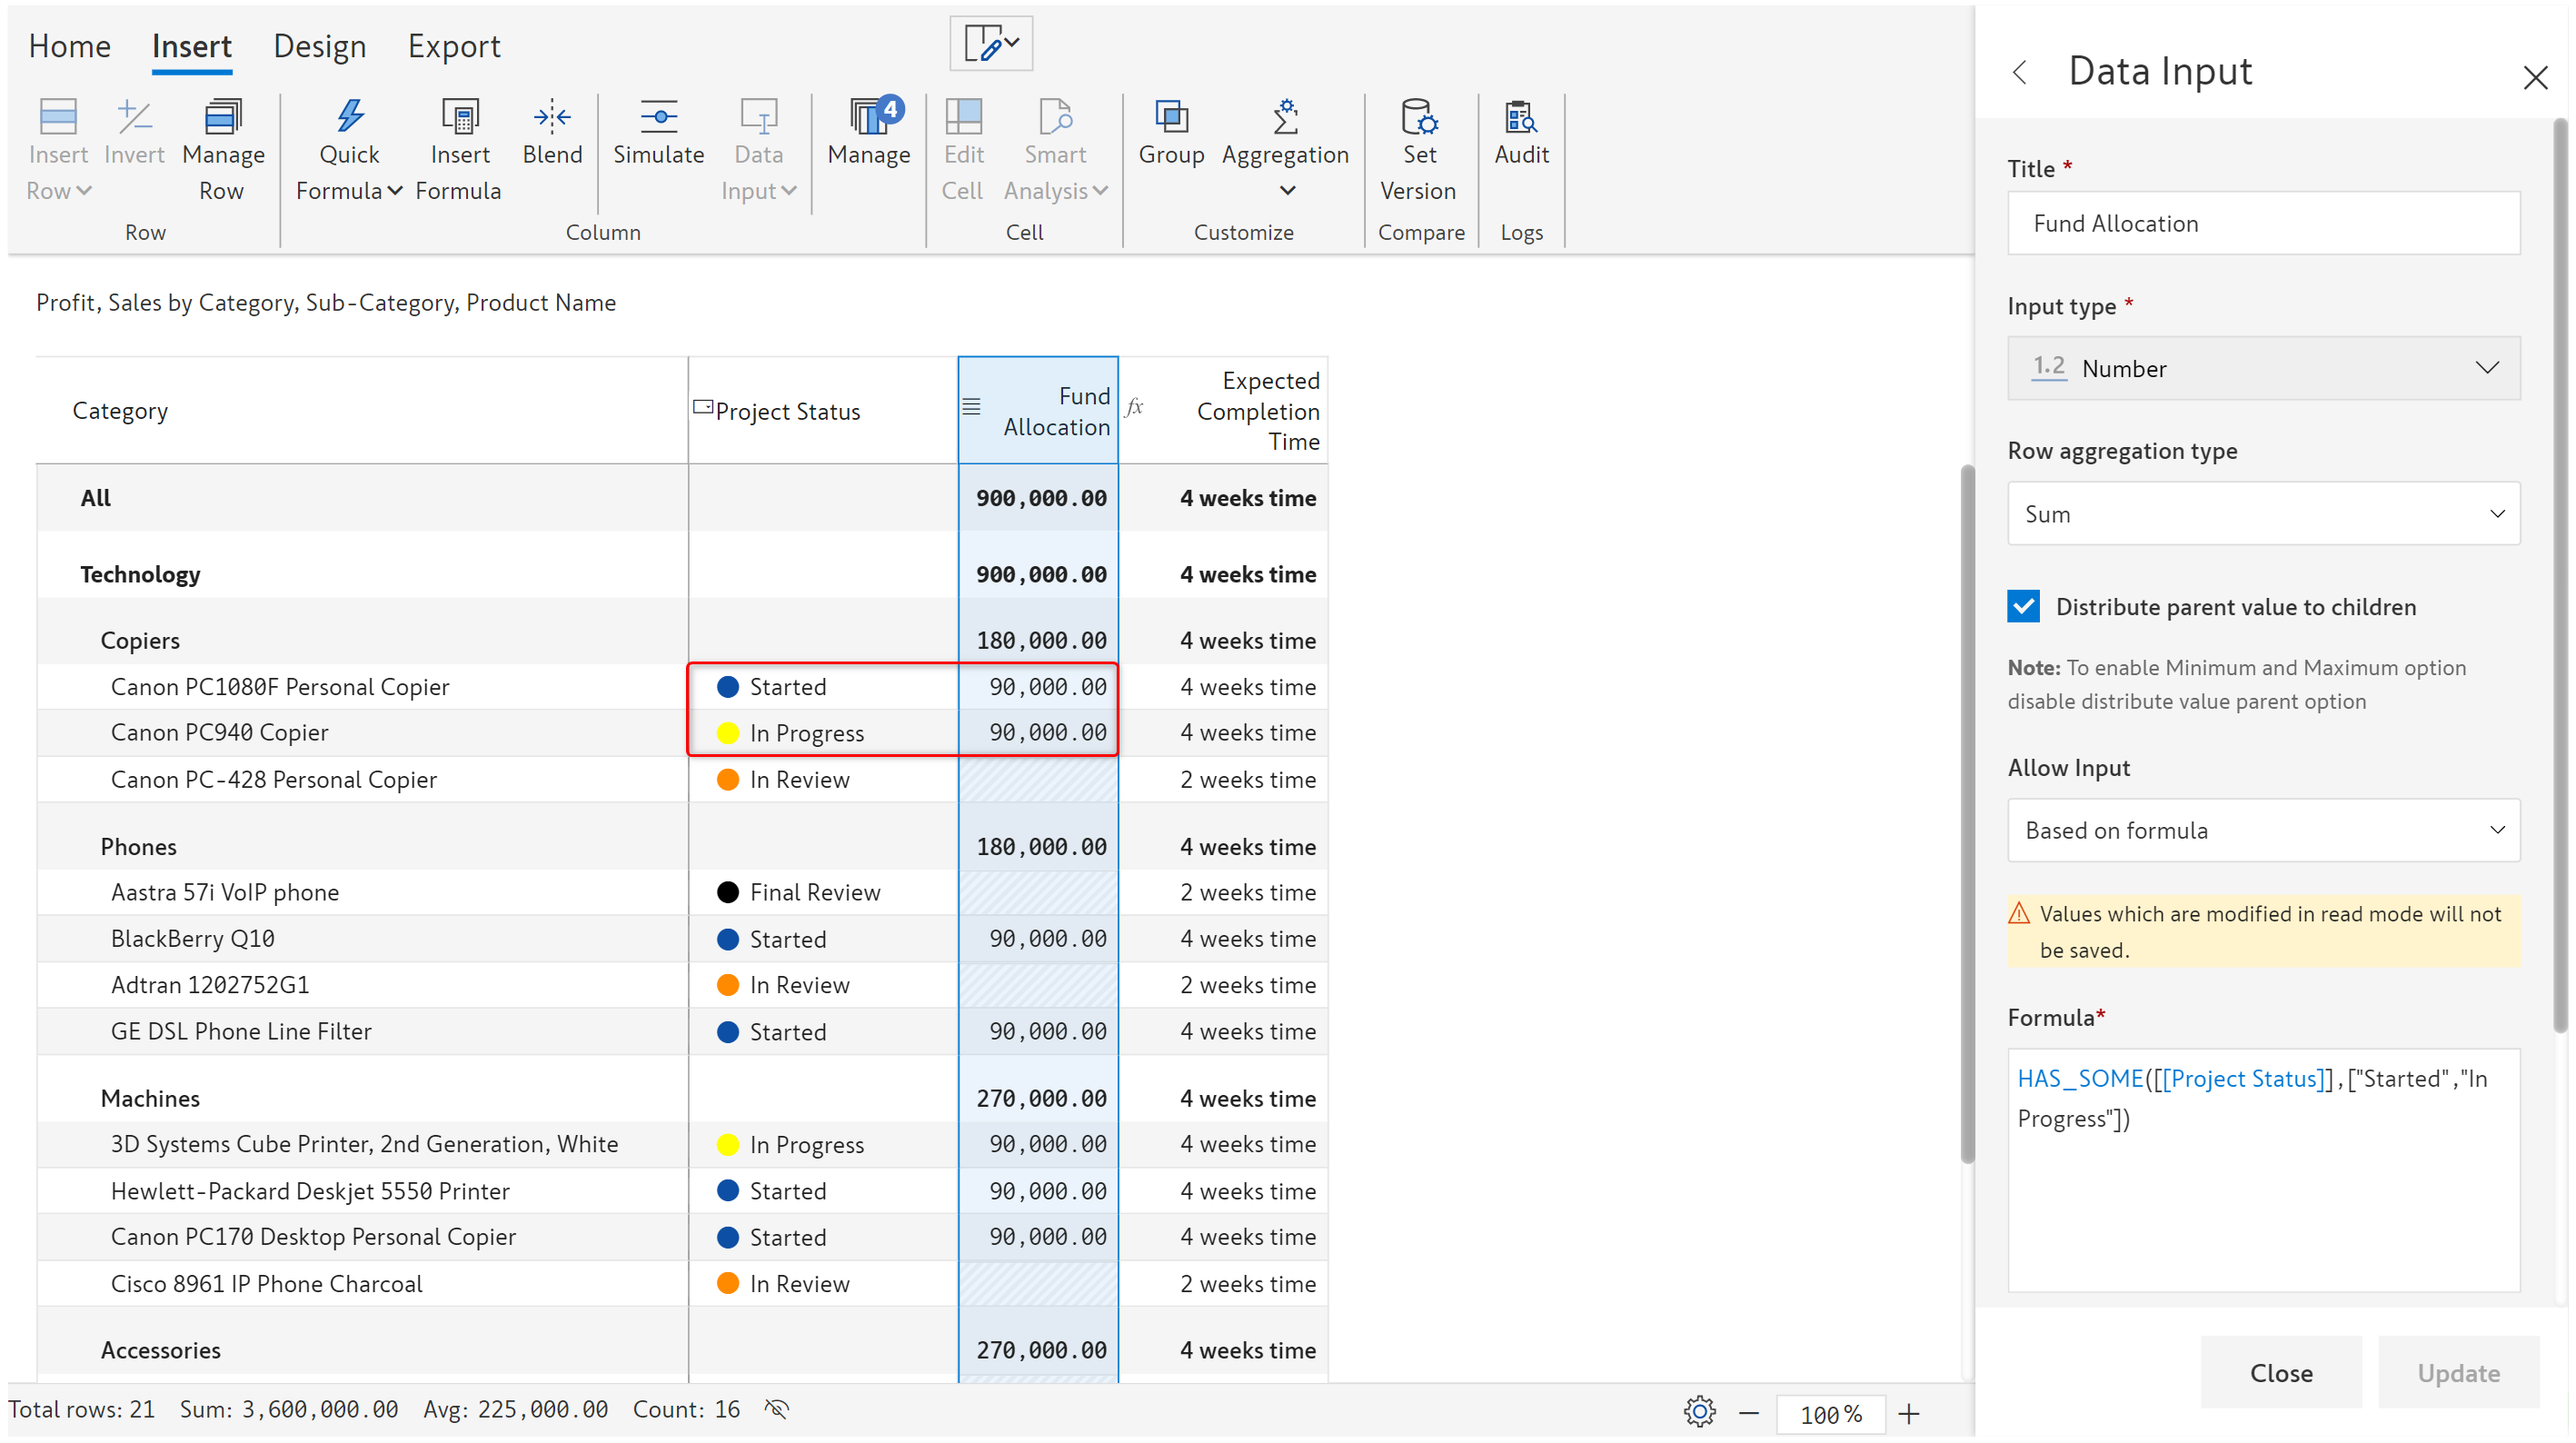 Home Insert Design Export
Insert Row
Invert
Manage Row
Row
Quick Formula
Insert Formula
Blend
Simulate
Data Input
4
Manage
Column
Edit Cell
Smart Analysis
Cell
Group
Aggregation
Customize
Set Version
Compare
Audit
Logs
Profit, Sales by Category, Sub-Category, Product Name
Category Project Status Fund Allocation fx Expected Completion Time
All 900,000.00 4 weeks time
Technology 900,000.00 4 weeks time
Copiers 180,000.00 4 weeks time
Canon PC1080F Personal Copier Started 90,000.00 4 weeks time
Canon PC940 Copier In Progress 90,000.00 4 weeks time
Canon PC-428 Personal Copier In Review 2 weeks time
Phones 180,000.00 4 weeks time
Aastra 57i VoIP phone Final Review 2 weeks time
BlackBerry Q10 Started 90,000.00 4 weeks time
Adtran 1202752G1 In Review 2 weeks time
GE DSL Phone Line Filter Started 90,000.00 4 weeks time
Machines 270,000.00 4 weeks time
3D Systems Cube Printer, 2nd Generation, White In Progress 90,000.00 4 weeks time
Hewlett-Packard Deskjet 5550 Printer Started 90,000.00 4 weeks time
Canon PC170 Desktop Personal Copier Started 90,000.00 4 weeks time
Cisco 8961 IP Phone Charcoal In Review 2 weeks time
Accessories 270,000.00 4 weeks time
Total rows: 21 Sum: 3,600,000.00 Avg: 225,000.00 Count: 16
100%
Data Input
Title *
Fund Allocation
Input type *
1.2 Number
Row aggregation type
Sum
Distribute parent value to children
Note: To enable Minimum and Maximum option
disable distribute value parent option
Allow Input
Based on formula
Values which are modified in read mode will not
be saved.
Formula*
HAS_SOME([[Project Status]],["Started","In
Progress"])
Close Update